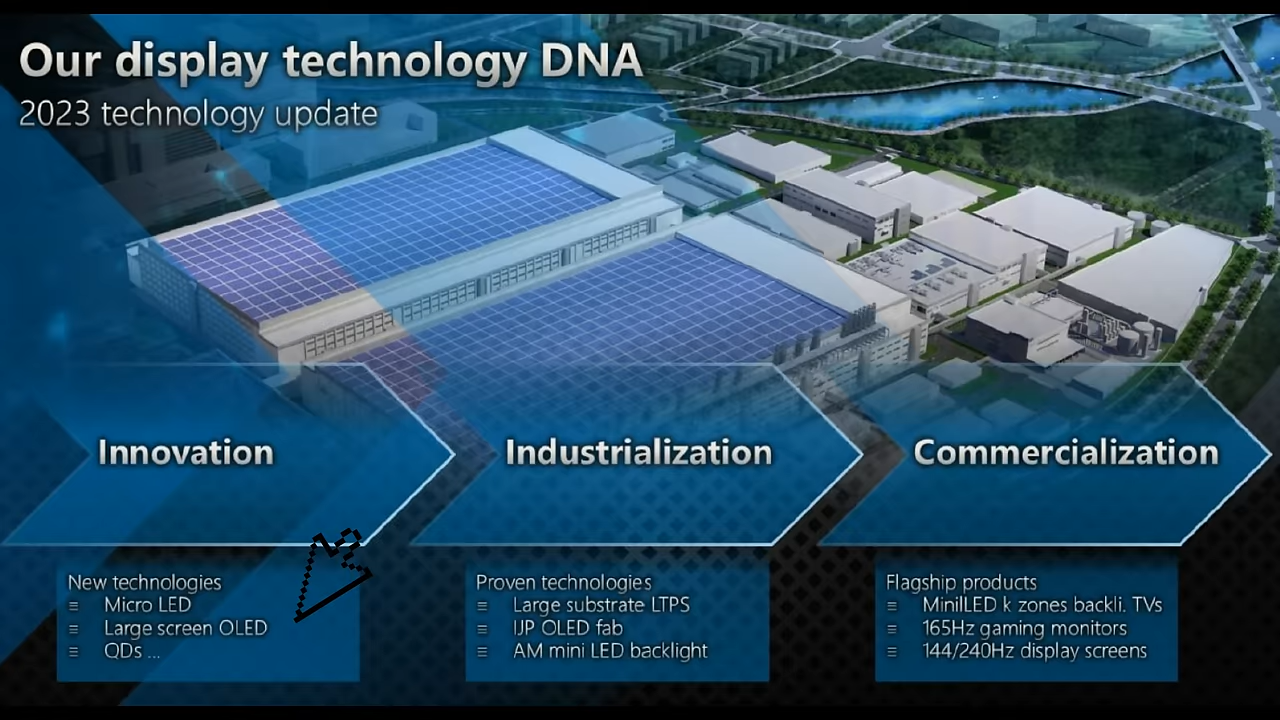 Our display technology DNA
2023 technology update
Innovation
Industrialization
Commercialization
New technologies
Micro LED
Large screen OLED
QDs ...
Proven technologies
Large substrate LTPS
IJP OLED fab
AM mini LED backlight
Flagship products
MinilLED k zones backli. TVs
165Hz gaming monitors
144/240Hz display screens